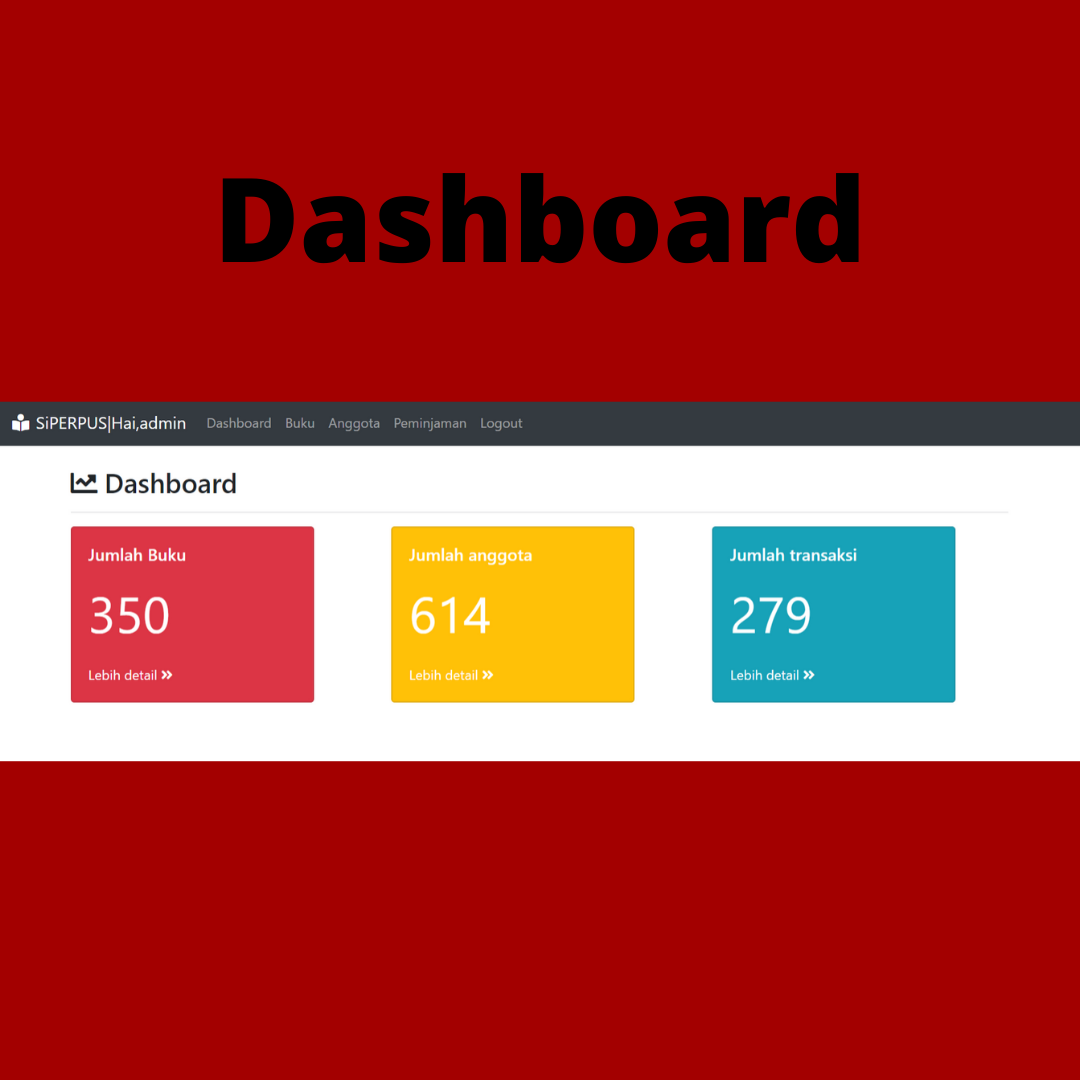 Dashboard
SiPERPUS|Hai,admin Dashboard Buku Anggota Peminjaman Logout
Dashboard
Jumlah Buku
350
Lebih detail
Jumlah anggota
614
Lebih detail
Jumlah transaksi
279
Lebih detail